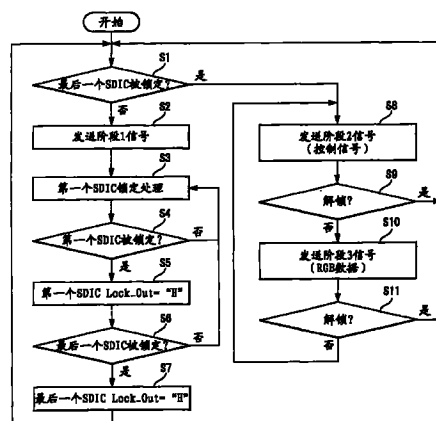 开始
S1
最后一个SDIC被锁定?
是
否
S2
发送阶段1信号
S3
第一个SDIC锁定处理
S4
第一个SDIC被锁定?
否
是
S5
第一个SDIC Lock_Out= "H"
S6
最后一个SDIC被锁定?
否
是
S7
最后一个SDIC Lock_Out= "H"
S8
发送阶段2信号
(控制信号)
S9
解锁?
是
否
S10
发送阶段3信号
(RGB数据)
S11
解锁?
是
否